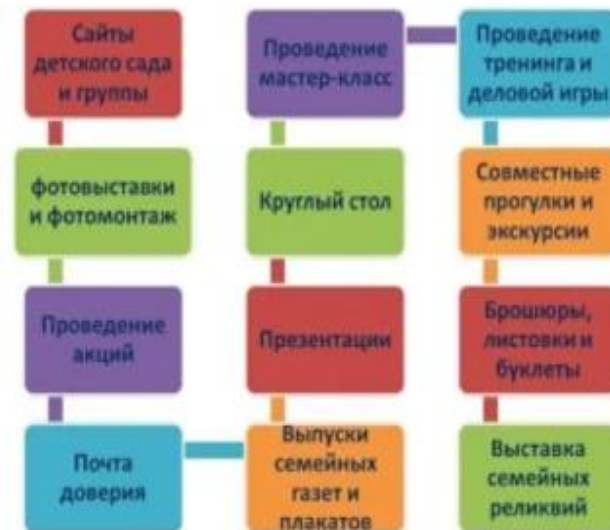 Сайты
детского сада
и группы
фотовыставки
и фотомонтаж
Проведение
акций
Почта
доверия
Выпуски
семейных
газет и
плакатов
Презентации
Круглый стол
Проведение
мастер-класс
Проведение
тренинга и
деловой игры
Совместные
прогулки и
экскурсии
Брошюры,
листовки и
буклеты
Выставка
семейных
реликвий